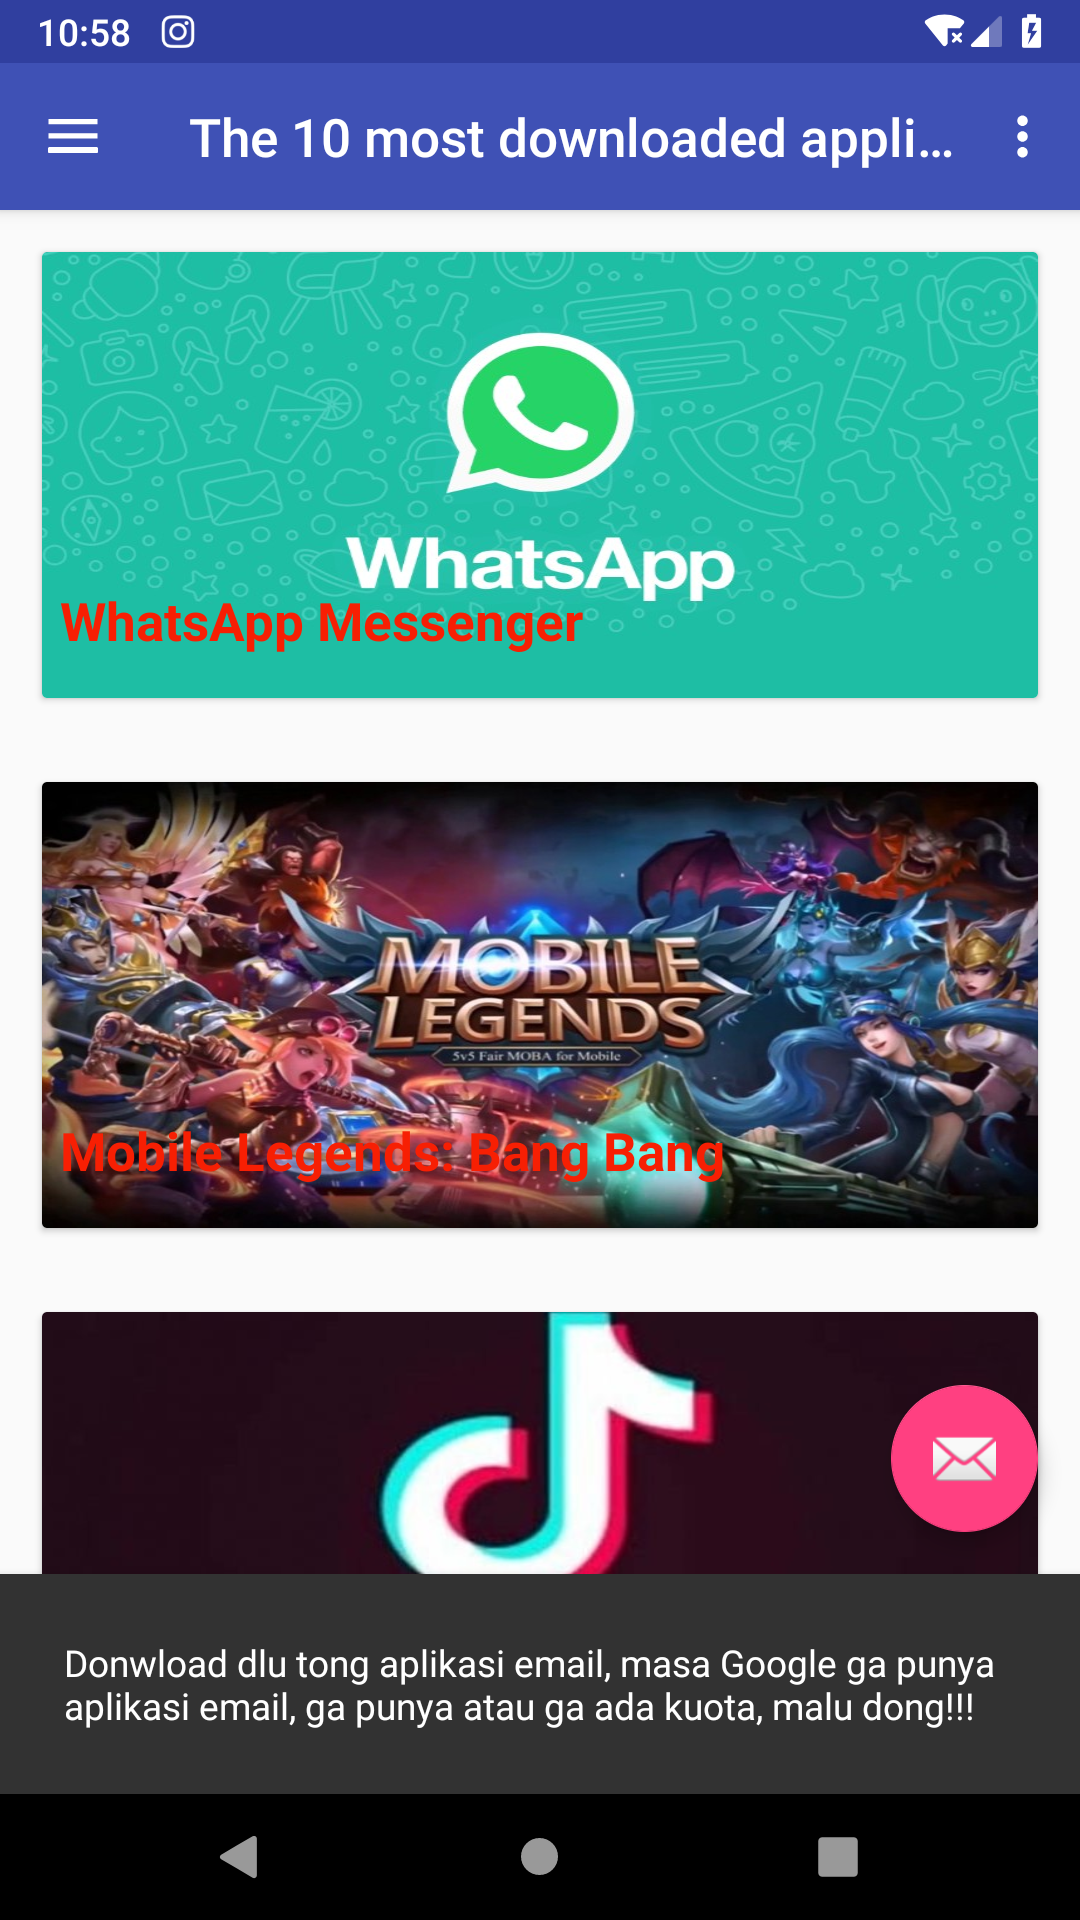 10:58
The 10 most downloaded appli...
WhatsApp
WhatsApp Messenger
MOBILE
LEGENDS
5v5 Fair MOBA for Mobile
Mobile Legends: Bang Bang
Donwload dlu tong aplikasi email, masa Google ga punya
aplikasi email, ga punya atau ga ada kuota, malu dong!!!